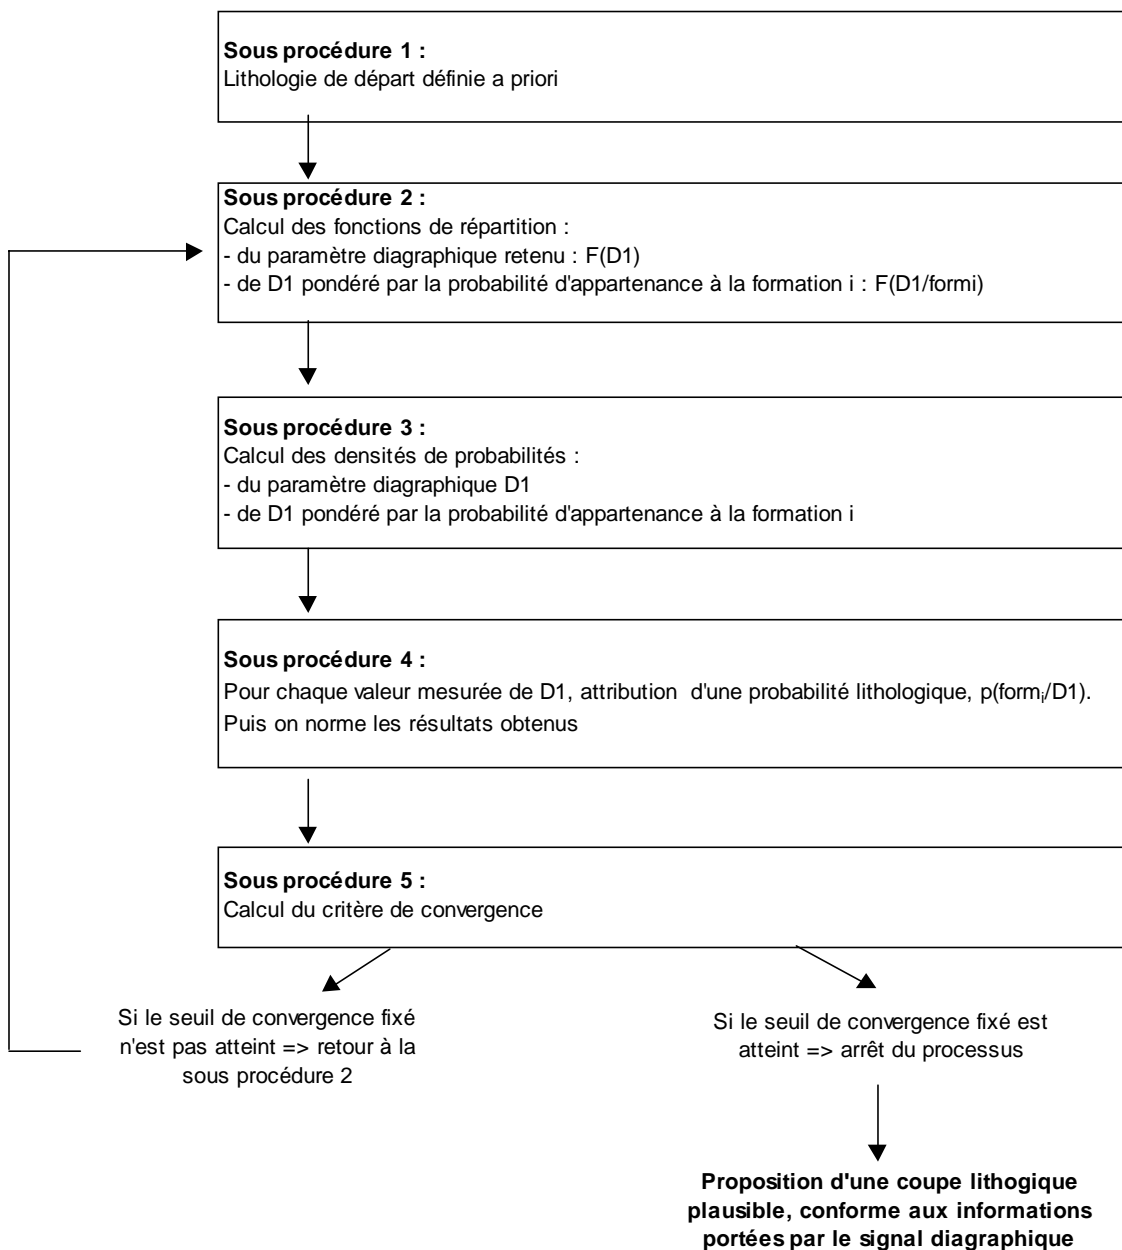 Sous procédure 1 :
Lithologie de départ définie a priori
Sous procédure 2 :
Calcul des fonctions de répartition :
- du paramètre diagraphique retenu : F(D1)
- de D1 pondéré par la probabilité d'appartenance à la formation i : F(D1/formi)
Sous procédure 3 :
Calcul des densités de probabilités :
- du paramètre diagraphique D1
- de D1 pondéré par la probabilité d'appartenance à la formation i
Sous procédure 4 :
Pour chaque valeur mesurée de D1, attribution d'une probabilité lithologique, p(formᵢ/D1).
Puis on norme les résultats obtenus
Sous procédure 5 :
Calcul du critère de convergence
Si le seuil de convergence fixé
n'est pas atteint => retour à la
sous procédure 2
Si le seuil de convergence fixé est
atteint => arrêt du processus
Proposition d'une coupe lithogique
plausible, conforme aux informations
portées par le signal diagraphique